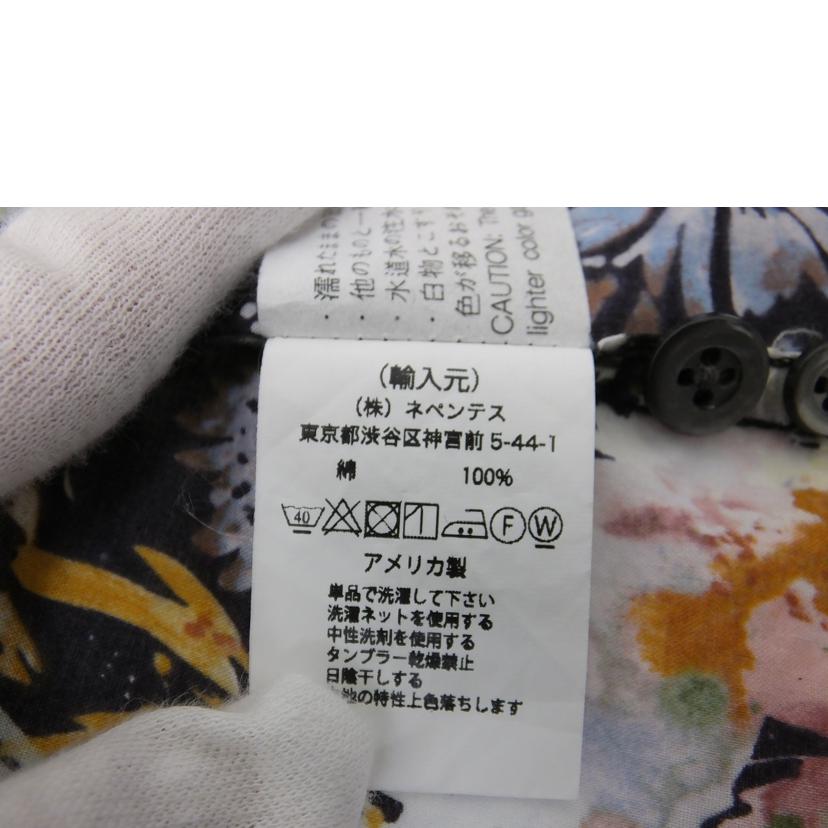 ・濡れたままの
・他のものと一
・水道水の注水
・白物とこす
色が移るおそ
CAUTION: The
lighter color g
(輸入元)
(株) ネペンテス
東京都渋谷区神宮前 5-44-1
綿 100%
40 F W
アメリカ製
単品で洗濯して下さい
洗濯ネットを使用する
中性洗剤を使用する
タンブラー乾燥禁止
日陰干しする
の特性上色落ちします